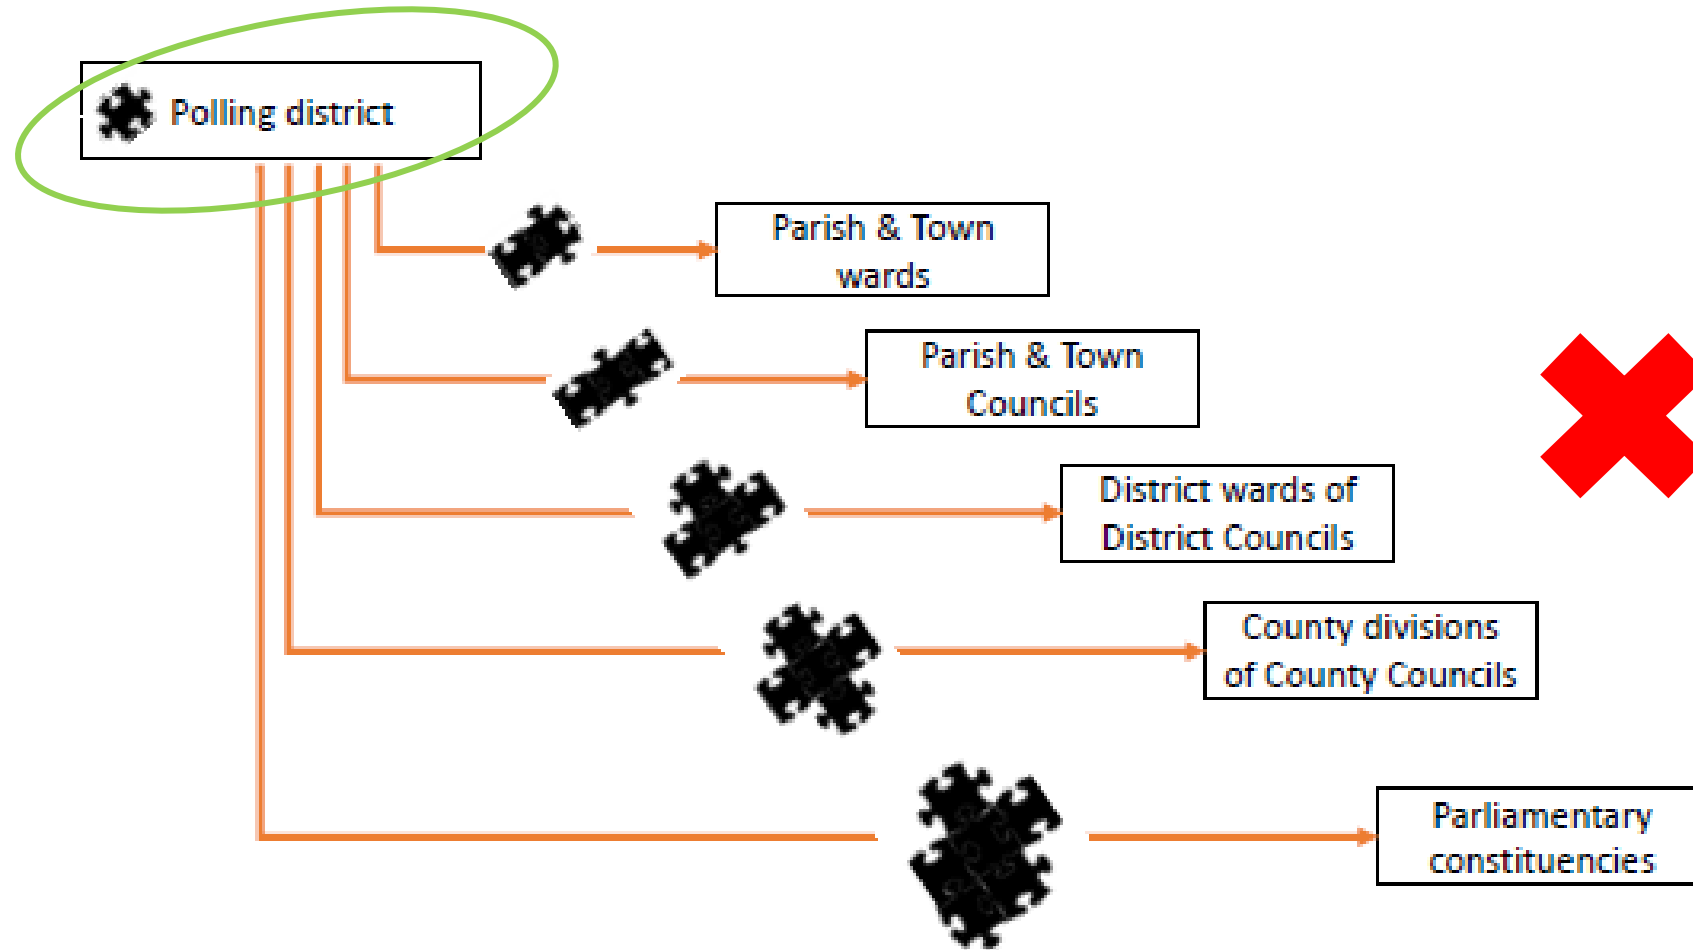 Polling district
Parish & Town
wards
Parish & Town
Councils
District wards of
District Councils
County divisions
of County Councils
Parliamentary
constituencies